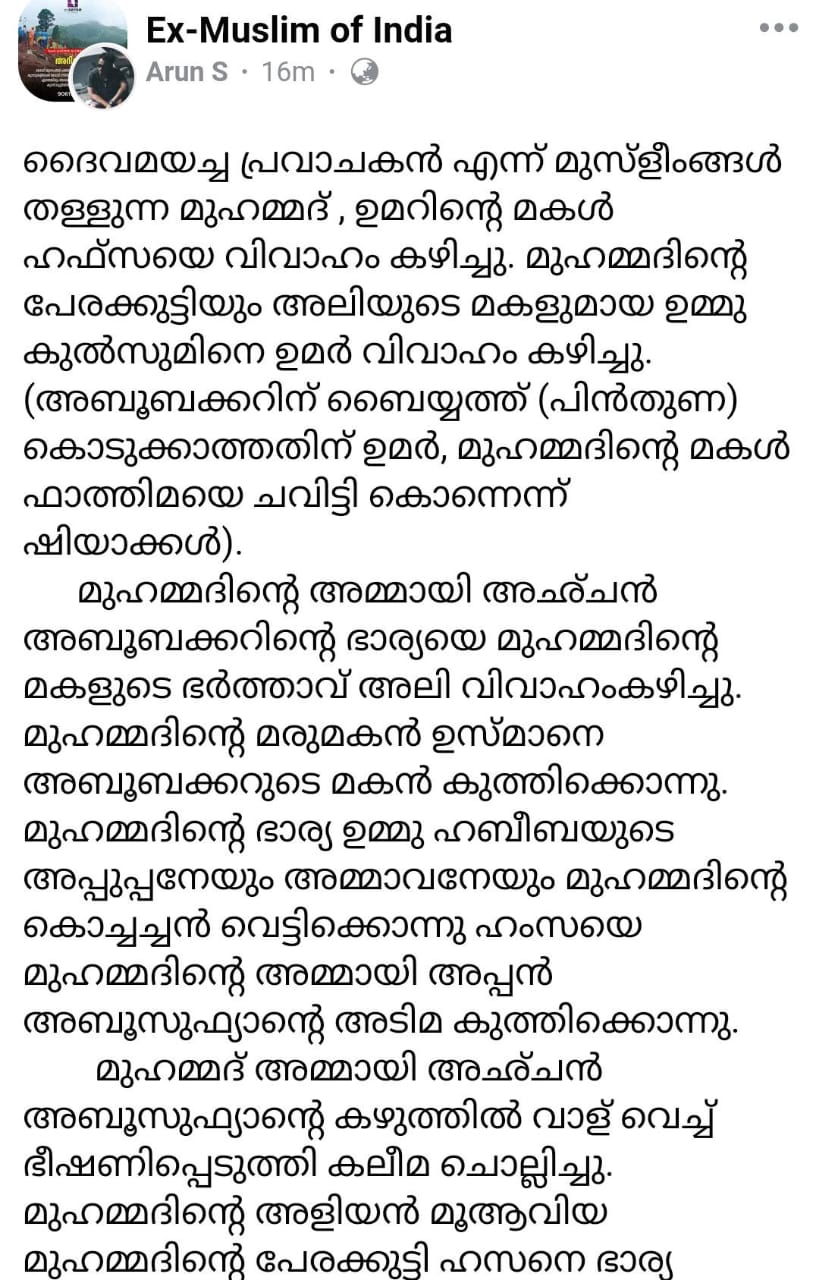 Ex-Muslim of India
Arun S · 16m ·
ദൈവമയച്ച പ്രവാചകൻ എന്ന് മുസ്ളീംങ്ങൾ
തള്ളുന്ന മുഹമ്മദ് , ഉമറിന്റെ മകൾ
ഹഫ്സയെ വിവാഹം കഴിച്ചു. മുഹമ്മദിന്റെ
പേരക്കുട്ടിയും അലിയുടെ മകളുമായ ഉമ്മു
കുൽസുമിനെ ഉമർ വിവാഹം കഴിച്ചു.
(അബൂബക്കറിന് ബൈയ്യത്ത് (പിൻതുണ)
കൊടുക്കാത്തതിന് ഉമർ, മുഹമ്മദിന്റെ മകൾ
ഫാത്തിമയെ ചവിട്ടി കൊന്നെന്ന്
ഷിയാക്കൾ).
മുഹമ്മദിന്റെ അമ്മായി അഛ്ചൻ
അബൂബക്കറിന്റെ ഭാര്യയെ മുഹമ്മദിന്റെ
മകളുടെ ഭർത്താവ് അലി വിവാഹംകഴിച്ചു.
മുഹമ്മദിന്റെ മരുമകൻ ഉസ്മാനെ
അബൂബക്കറുടെ മകൻ കുത്തിക്കൊന്നു.
മുഹമ്മദിന്റെ ഭാര്യ ഉമ്മു ഹബീബയുടെ
അപ്പുപ്പനേയും അമ്മാവനേയും മുഹമ്മദിന്റെ
കൊച്ചച്ചൻ വെട്ടിക്കൊന്നു ഹംസയെ
മുഹമ്മദിന്റെ അമ്മായി അപ്പൻ
അബൂസുഫ്യാന്റെ അടിമ കുത്തിക്കൊന്നു.
മുഹമ്മദ് അമ്മായി അഛ്ചൻ
അബൂസുഫ്യാന്റെ കഴുത്തിൽ വാള് വെച്ച്
ഭീഷണിപ്പെടുത്തി കലീമ ചൊല്ലിച്ചു.
മുഹമ്മദിന്റെ അളിയൻ മൂആവിയ
മുഹമ്മദിന്റെ പേരക്കുട്ടി ഹസനെ ഭാര്യ